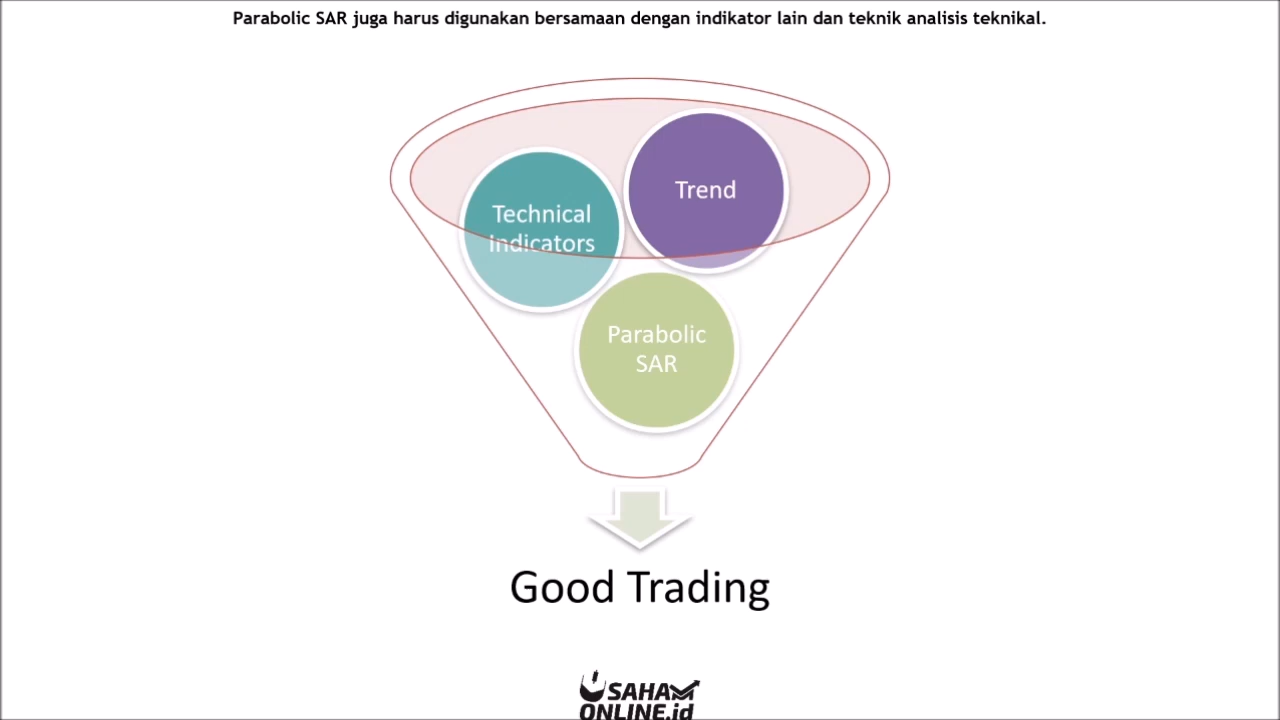 Parabolic SAR juga harus digunakan bersamaan dengan indikator lain dan teknik analisis teknikal.
Trend
Technical
Indicators
Parabolic
SAR
Good Trading
SAHAM
ONLINE.id